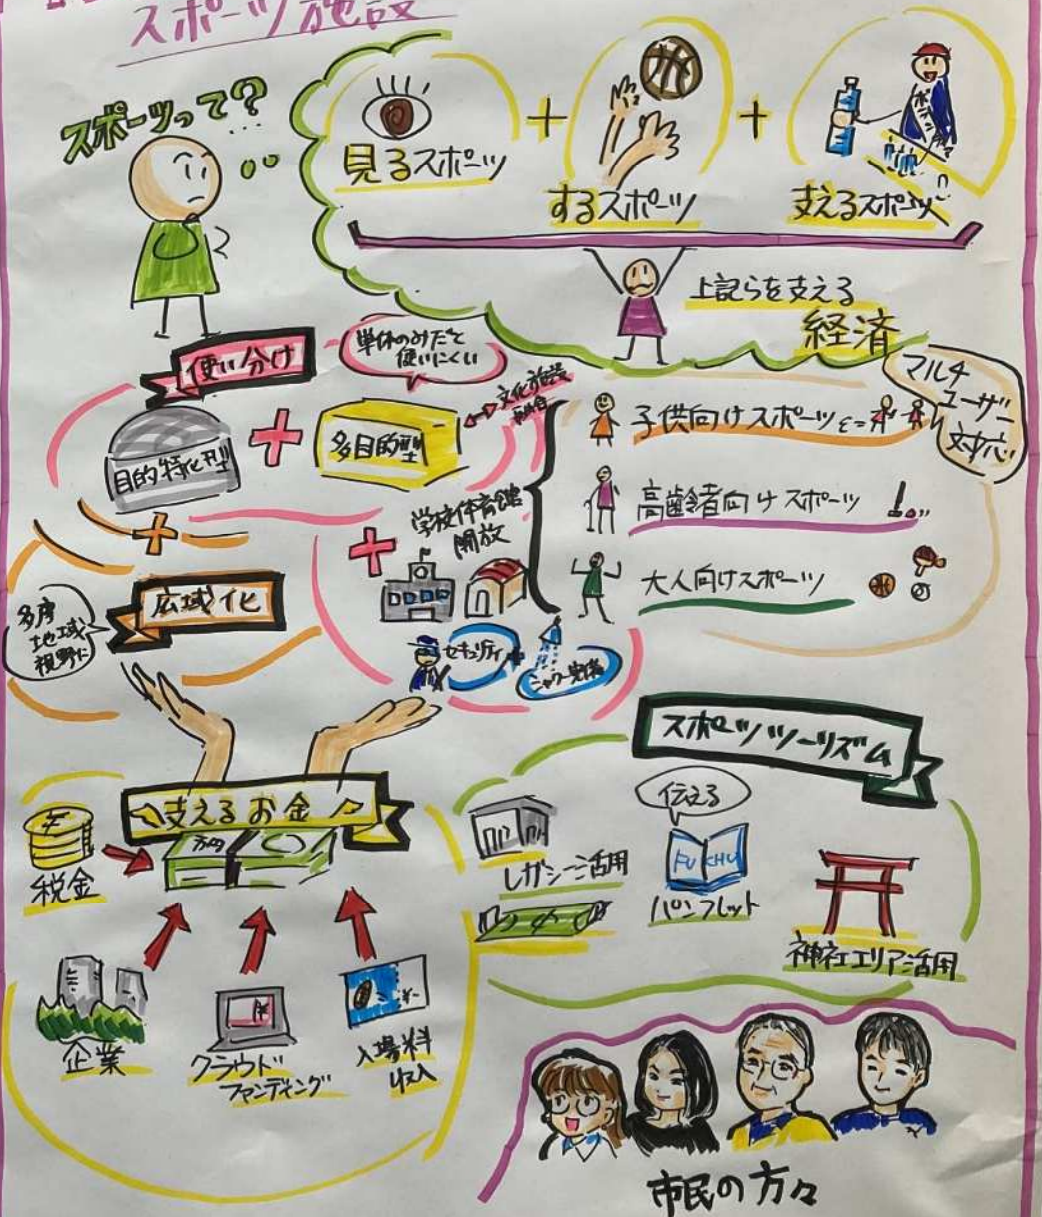 スポーツ施設
スポーツって?
見るスポーツ
+
するスポーツ
+
支えるスポーツ
上記らを支える
経済
使い分け
単体のみだと
使いにくい
目的特化型
+
多目的型
文化施設
マルチ
ユーザー
対応
子供向けスポーツ
高齢者向けスポーツ
大人向けスポーツ
+
学校体育館
開放
セキュリティ
シャワー完備
+
広域化
多摩
地域
視野に
支えるお金
万円
税金
企業
クラウド
ファンディング
入場料
収入
スポーツツーリズム
レガシー活用
伝える
FUCHU
パンフレット
神社エリア活用
市民の方々